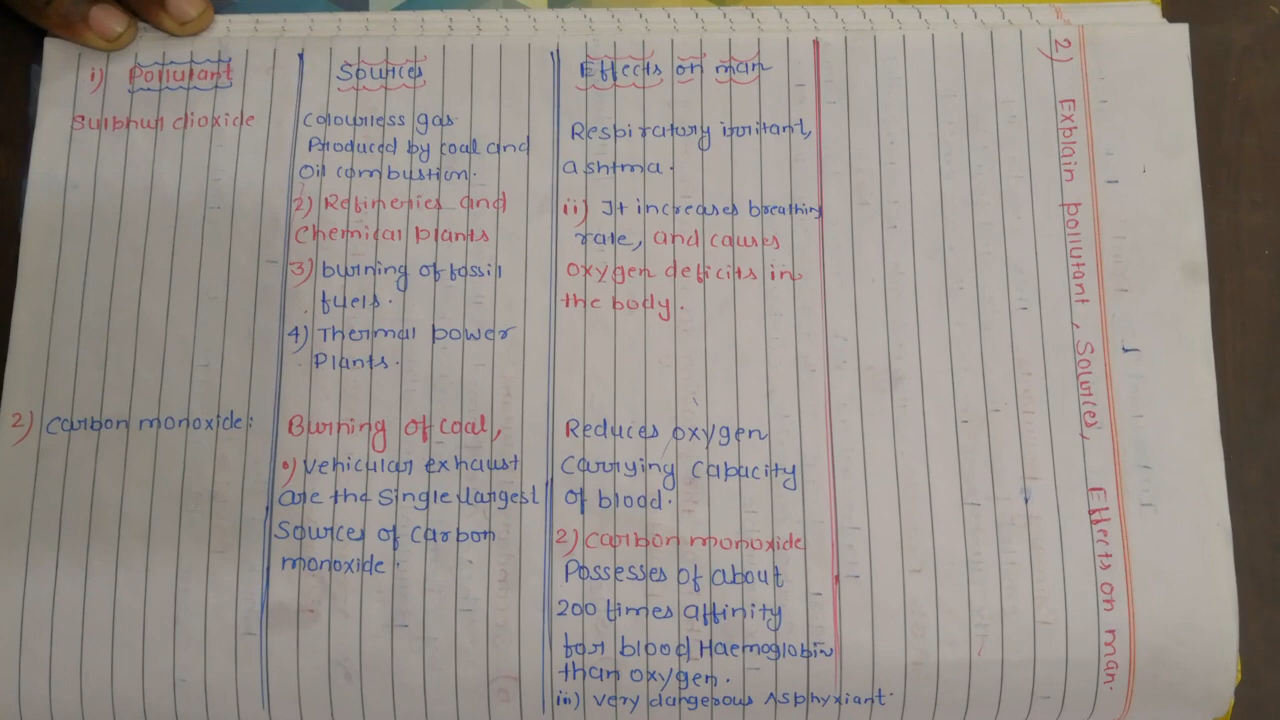 2) Explain pollutant, Sources, Effects on man.
i) Pollutant
Sulphur dioxide
Sources
colourless gas
Produced by coal and
Oil combustion.
2) Refineries and
Chemical plants
3) burning of fossil
fuels.
4) Thermal power
Plants.
Effects on man
Respiratory irritant,
ashtma.
ii) It increases breathing
rate, and causes
oxygen deficits in
the body.
2) Carbon monoxide:
Burning of coal,
•) Vehicular exhaust
are the Single largest
Sources of Carbon
monoxide.
Reduces oxygen
Carrying Capacity
of blood.
2) Carbon monoxide
Possesses of about
200 times affinity
for blood Haemoglobin
than oxygen.
iii) very dangerous Asphyxiant.